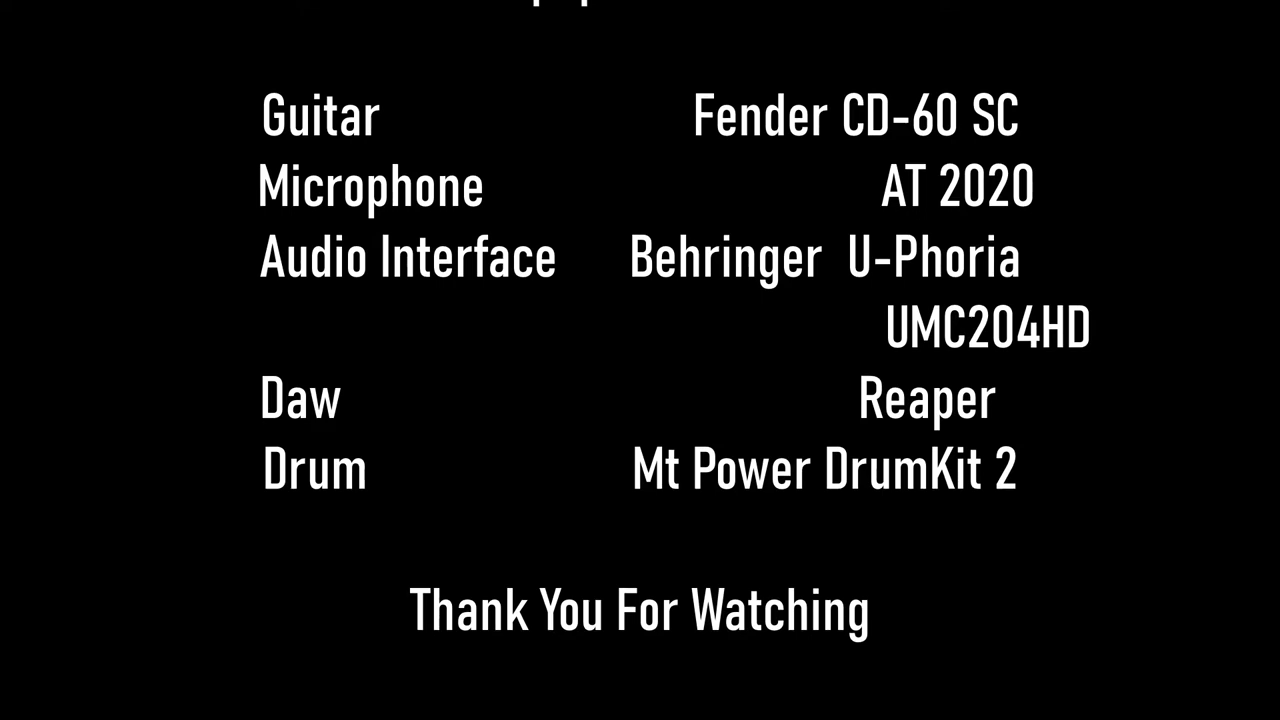 Guitar Fender CD-60 SC
Microphone AT 2020
Audio Interface Behringer U-Phoria
UMC204HD
Daw Reaper
Drum Mt Power DrumKit 2
Thank You For Watching